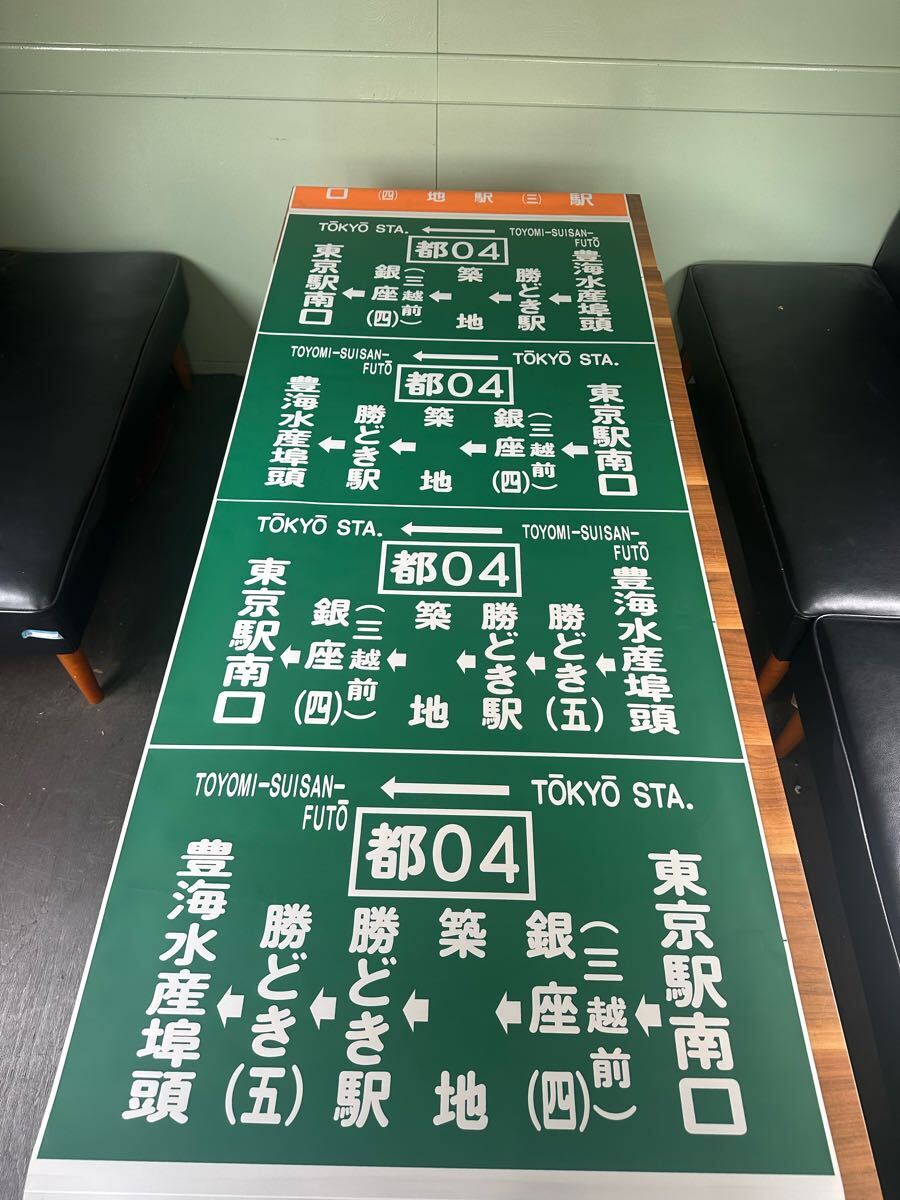 口 (四) 地 駅 (三) 駅
TŌKYŌ STA. ← TOYOMI-SUISAN-
FUTŌ
都04
豊海水産埠頭
←
勝どき駅
←
築地
←
銀座(四)
(三越前)
←
東京駅南口
TOYOMI-SUISAN-
FUTŌ
← TŌKYŌ STA.
都04
東京駅南口
←
銀座(四)
(三越前)
←
築地
←
勝どき駅
←
豊海水産埠頭
TŌKYŌ STA. ← TOYOMI-SUISAN-
FUTŌ
都04
豊海水産埠頭
←
勝どき(五)
←
勝どき駅
←
築地
←
銀座(四)
(三越前)
←
東京駅南口
TOYOMI-SUISAN-
FUTŌ
← TŌKYŌ STA.
都04
東京駅南口
←
銀座(四)
(三越前)
←
築地
←
勝どき駅
←
勝どき(五)
←
豊海水産埠頭